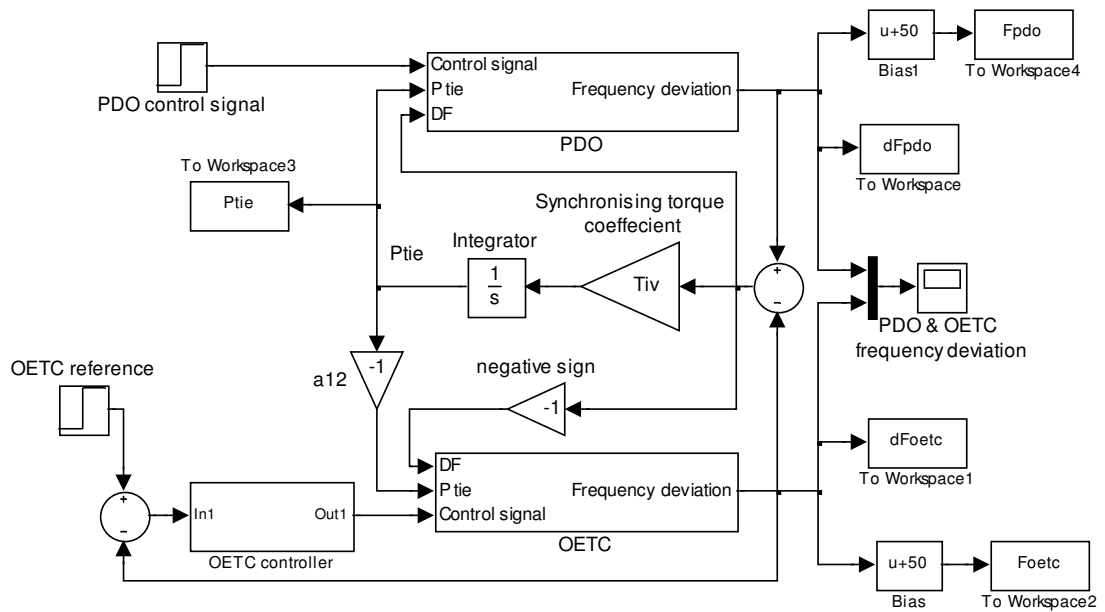 PDO control signal
Control signal
Ptie
DF
Frequency deviation
PDO
u+50
Bias1
Fpdo
To Workspace4
dFpdo
To Workspace
To Workspace3
Ptie
Ptie
Integrator
1
s
Synchronising torque
coeffecient
Tiv
+
−
PDO & OETC
frequency deviation
OETC reference
a12
-1
negative sign
-1
DF
Ptie
Control signal
Frequency deviation
OETC
+
−
In1
Out1
OETC controller
dFoetc
To Workspace1
u+50
Bias
Foetc
To Workspace2